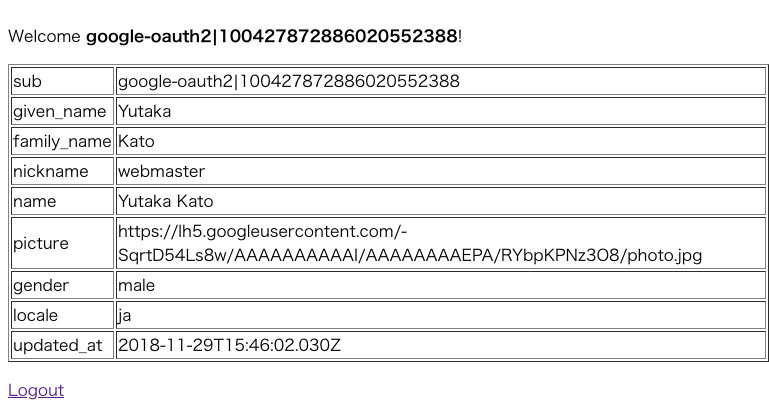 Welcome google-oauth2|100427872886020552388!
sub google-oauth2|100427872886020552388
given_name Yutaka
family_name Kato
nickname webmaster
name Yutaka Kato
picture https://lh5.googleusercontent.com/-
SqrtD54Ls8w/AAAAAAAAAAI/AAAAAAAAEPA/RYbpKPNz3O8/photo.jpg
gender male
locale ja
updated_at 2018-11-29T15:46:02.030Z
Logout